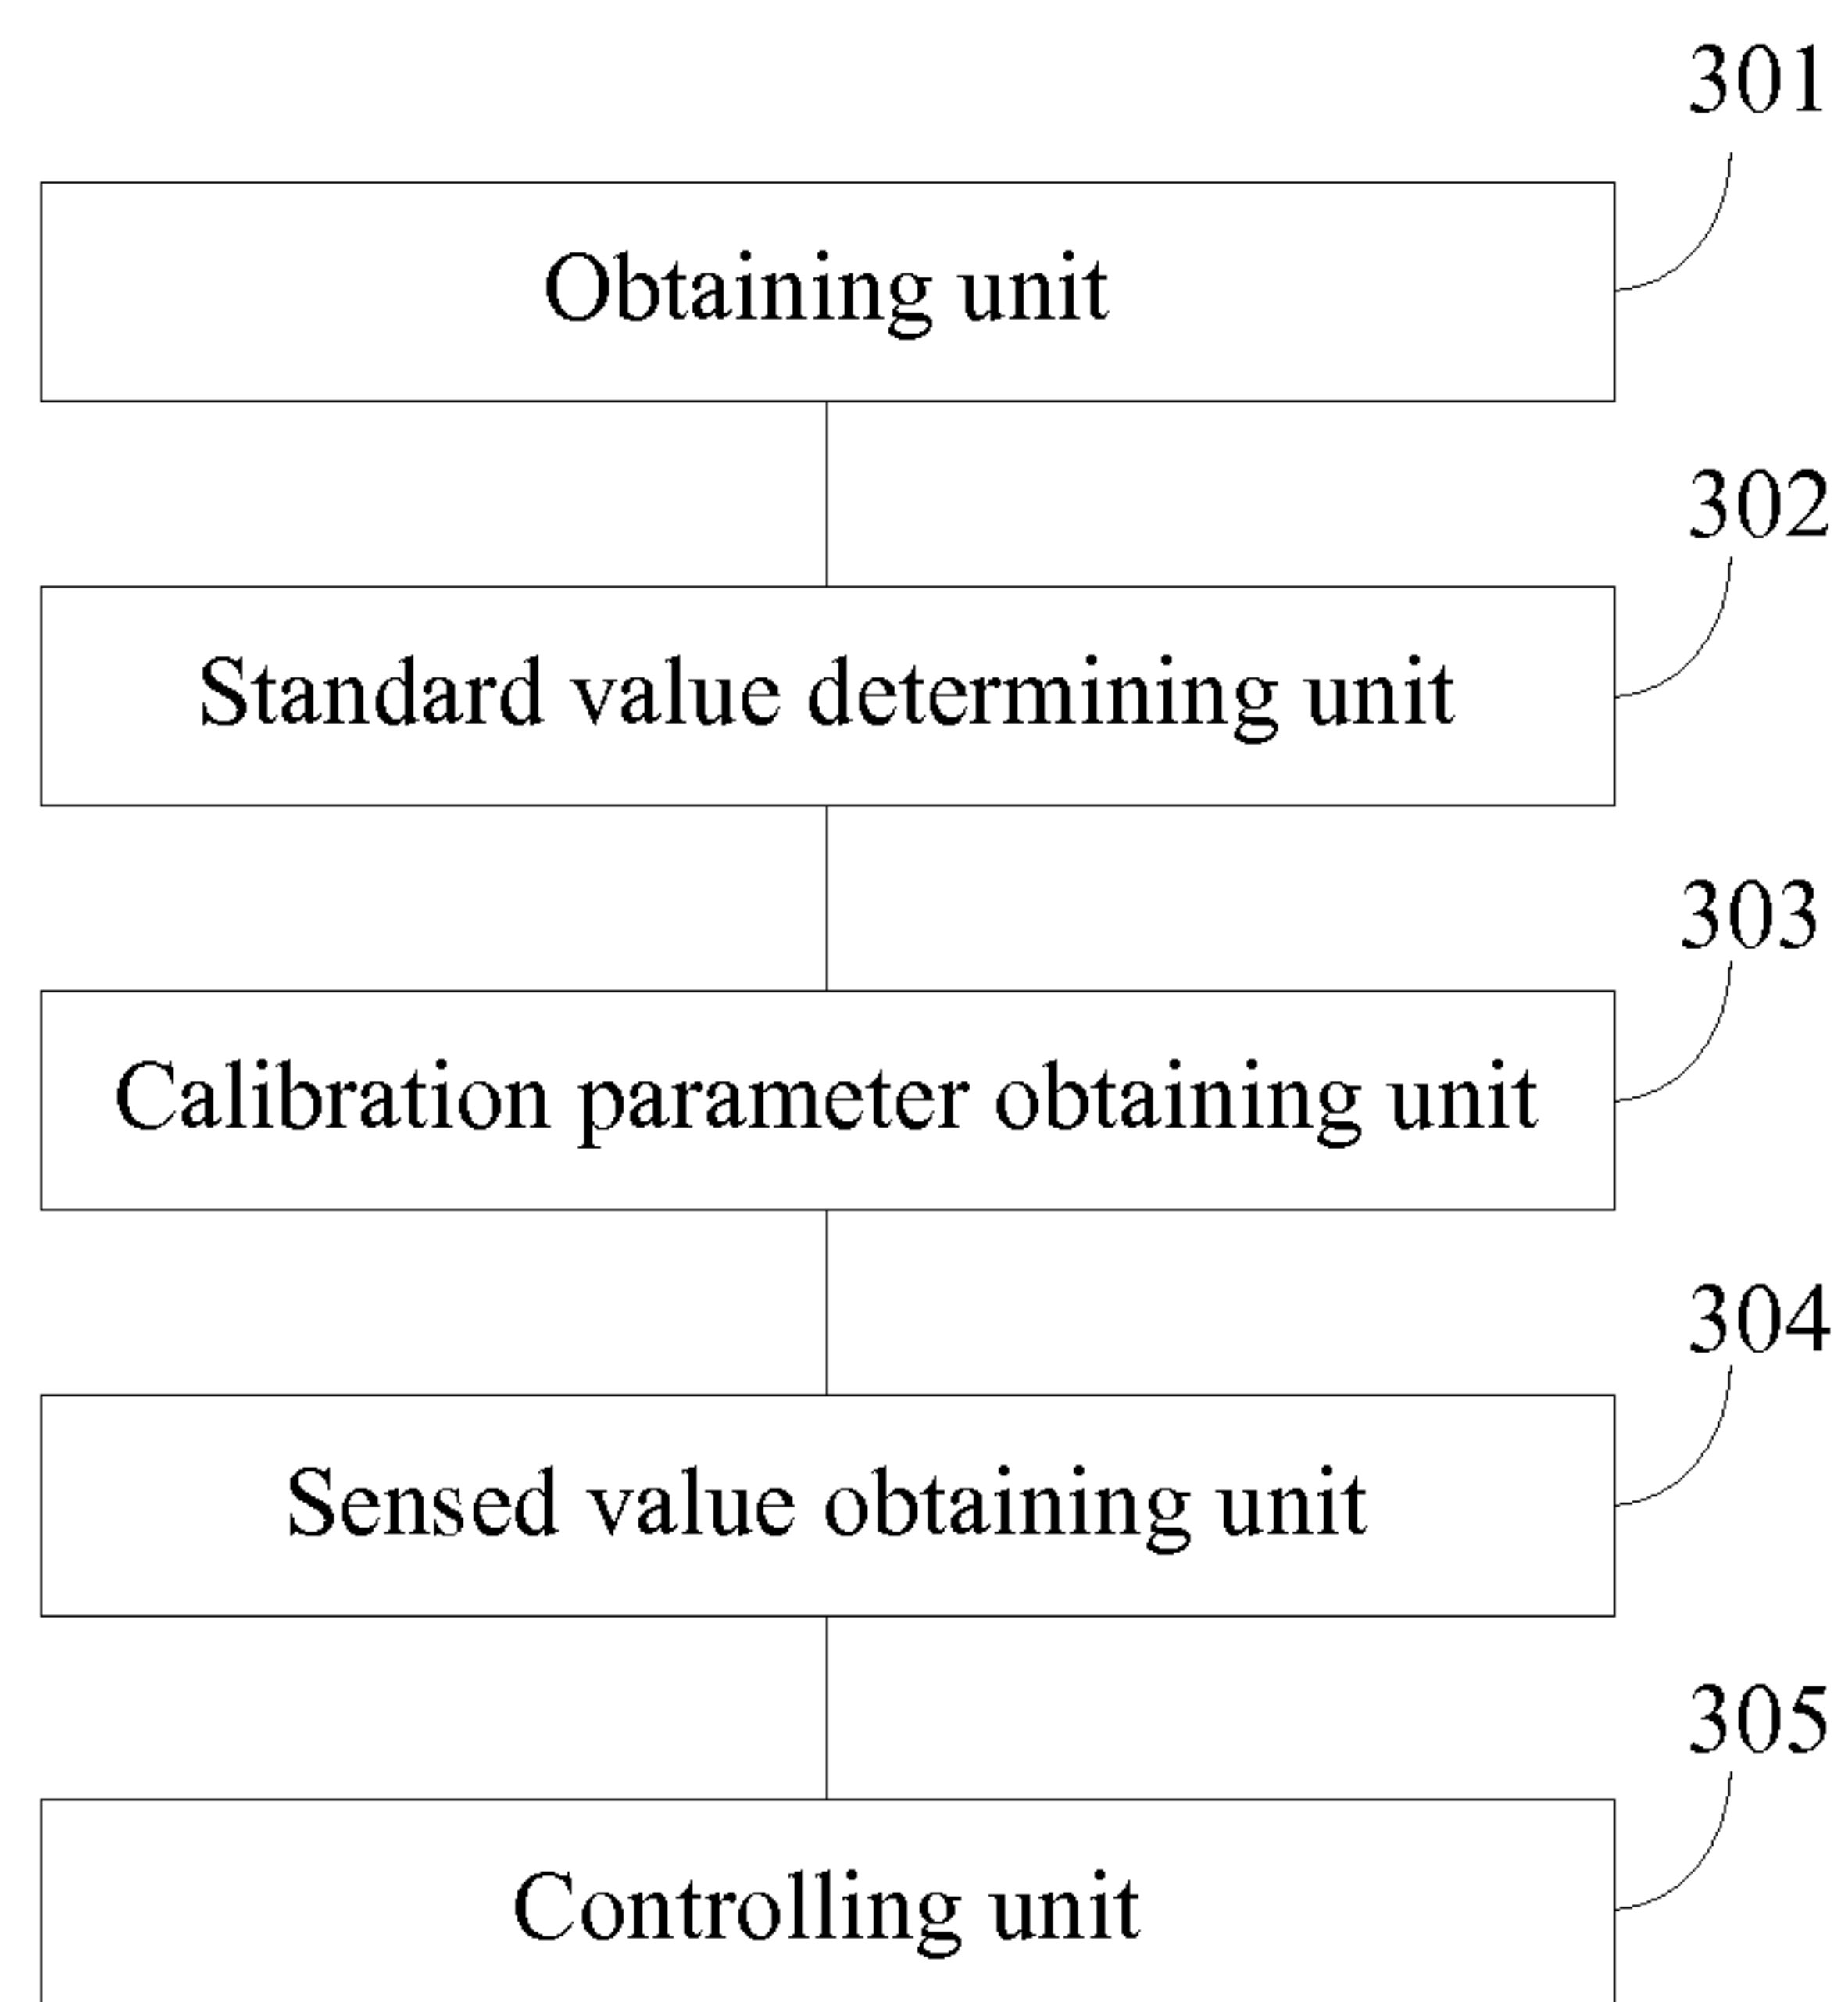 301
Obtaining unit
302
Standard value determining unit
303
Calibration parameter obtaining unit
304
Sensed value obtaining unit
305
Controlling unit